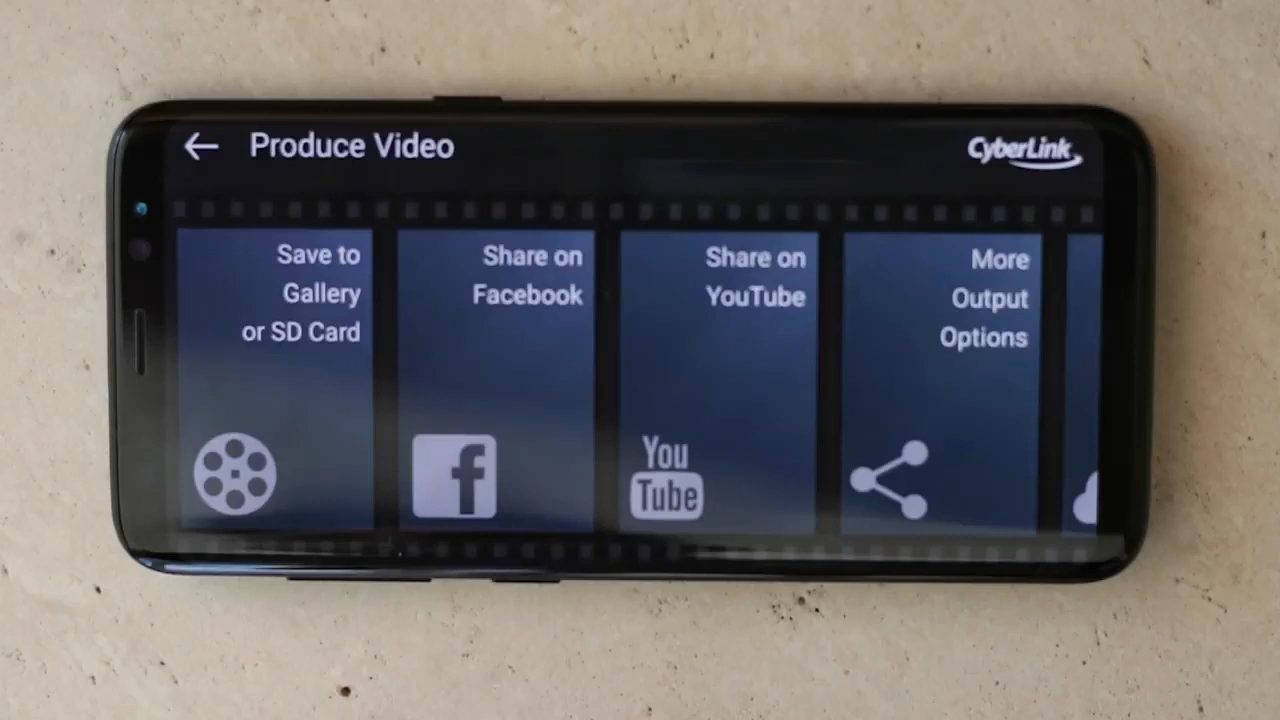 Produce Video
CyberLink
Save to
Gallery
or SD Card
Share on
Facebook
Share on
YouTube
More
Output
Options
f
You
Tube